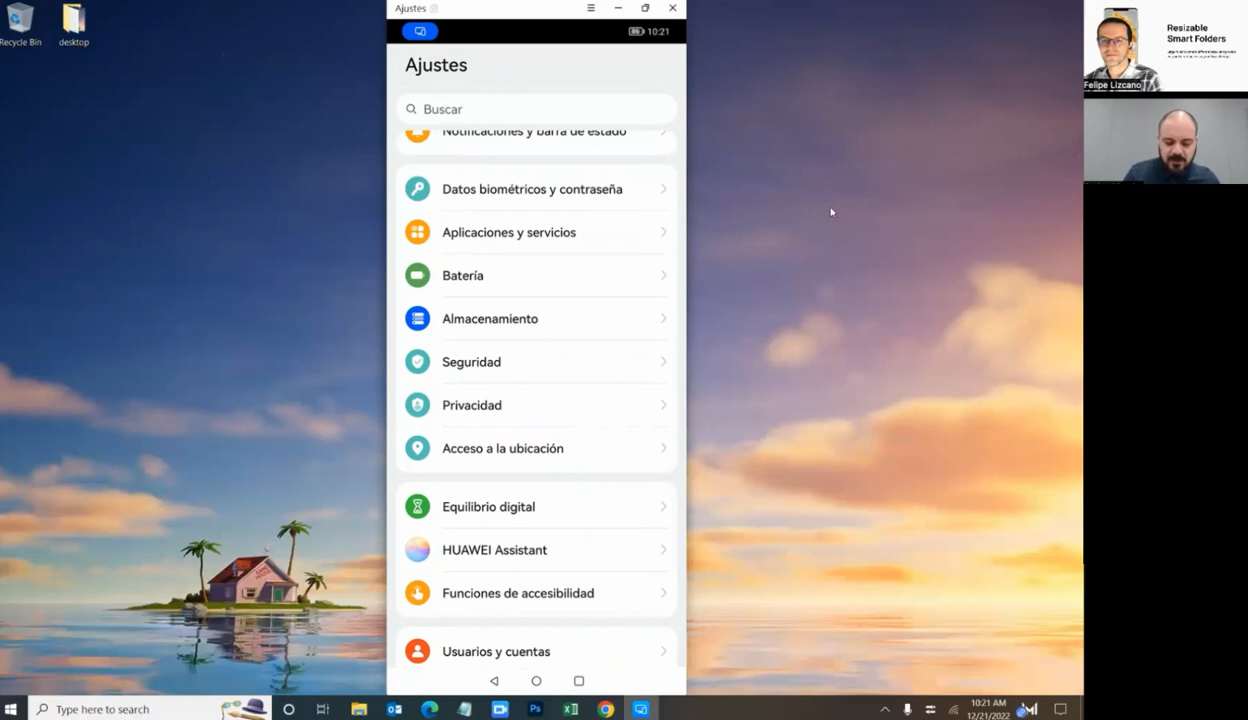 Recycle Bin
desktop
Ajustes
10:21
Ajustes
Buscar
Notificaciones y barra de estado
Datos biométricos y contraseña
Aplicaciones y servicios
Batería
Almacenamiento
Seguridad
Privacidad
Acceso a la ubicación
Equilibrio digital
HUAWEI Assistant
Funciones de accesibilidad
Usuarios y cuentas
Resizable
Smart Folders
Felipe Lizcano
Type here to search
10:21 AM
12/21/2022